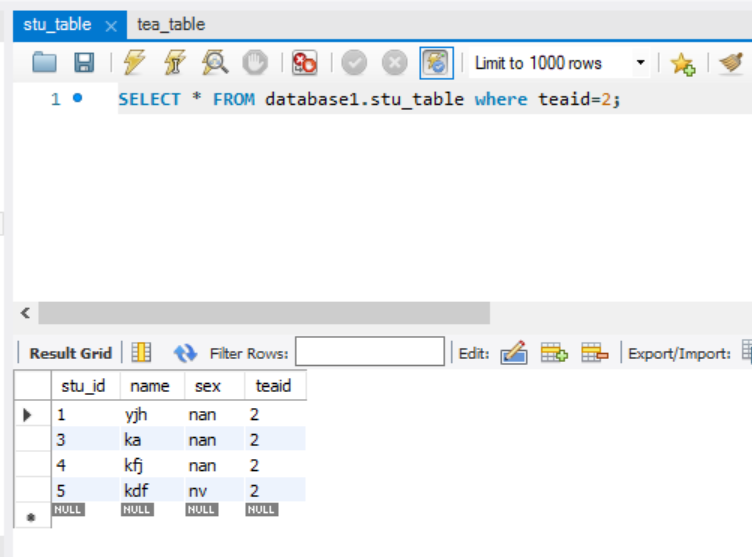 stu_table × tea_table
Limit to 1000 rows
1 SELECT * FROM database1.stu_table where teaid=2;
Result Grid Filter Rows: Edit: Export/Import:
stu_id name sex teaid
1 yjh nan 2
3 ka nan 2
4 kfj nan 2
5 kdf nv 2
NULL NULL NULL NULL